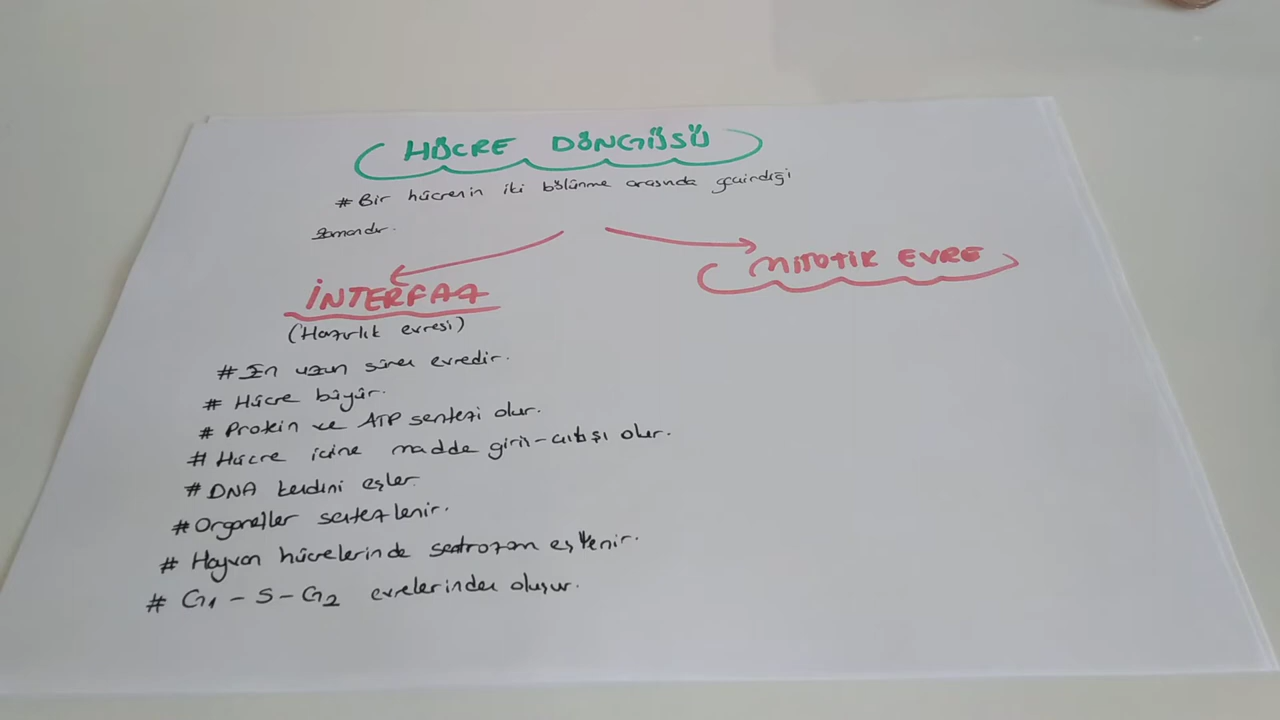 HÜCRE DÖNGÜSÜ
# Bir hücrenin iki bölünme arasında geçirdiği
zamandır.
İNTERFAZ
MİTOTİK EVRE
(Hazırlık evresi)
# En uzun süren evredir.
# Hücre büyür.
# Protein ve ATP sentezi olur.
# Hücre içine madde giriş-çıkışı olur.
# DNA kendini eşler.
# Organeller sentezlenir.
# Hayvan hücrelerinde sentrozom eşlenir.
# G1 - S - G2 evrelerinden oluşur.